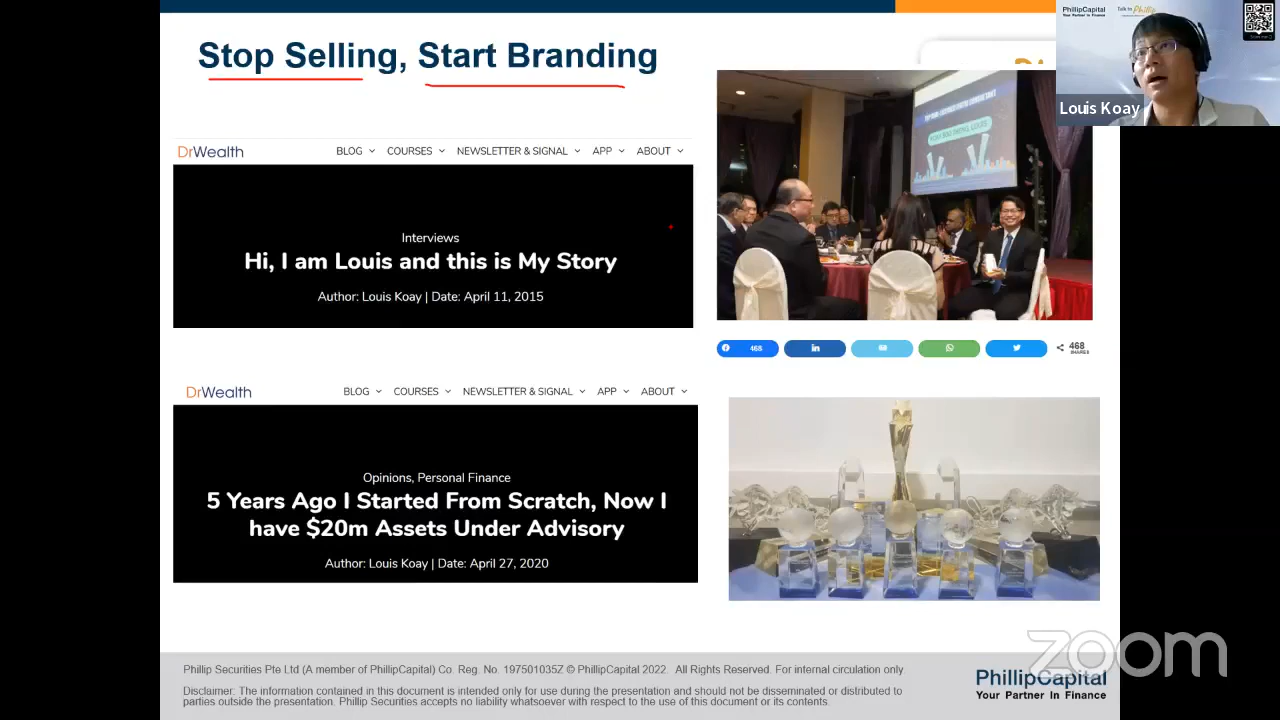 Stop Selling, Start Branding
PhillipCapital
Your Partner In Finance
Talk to Phillip
Louis Koay
DrWealth
BLOG COURSES NEWSLETTER & SIGNAL APP ABOUT
Interviews
Hi, I am Louis and this is My Story
Author: Louis Koay | Date: April 11, 2015
468
468
SHARES
DrWealth
BLOG COURSES NEWSLETTER & SIGNAL APP ABOUT
Opinions, Personal Finance
5 Years Ago I Started From Scratch, Now I
have $20m Assets Under Advisory
Author: Louis Koay | Date: April 27, 2020
zoom
Phillip Securities Pte Ltd (A member of PhillipCapital) Co. Reg. No. 197501035Z © PhillipCapital 2022. All Rights Reserved. For internal circulation only.
Disclaimer: The information contained in this document is intended only for use during the presentation and should not be disseminated or distributed to
parties outside the presentation. Phillip Securities accepts no liability whatsoever with respect to the use of this document or its contents.
PhillipCapital
Your Partner In Finance